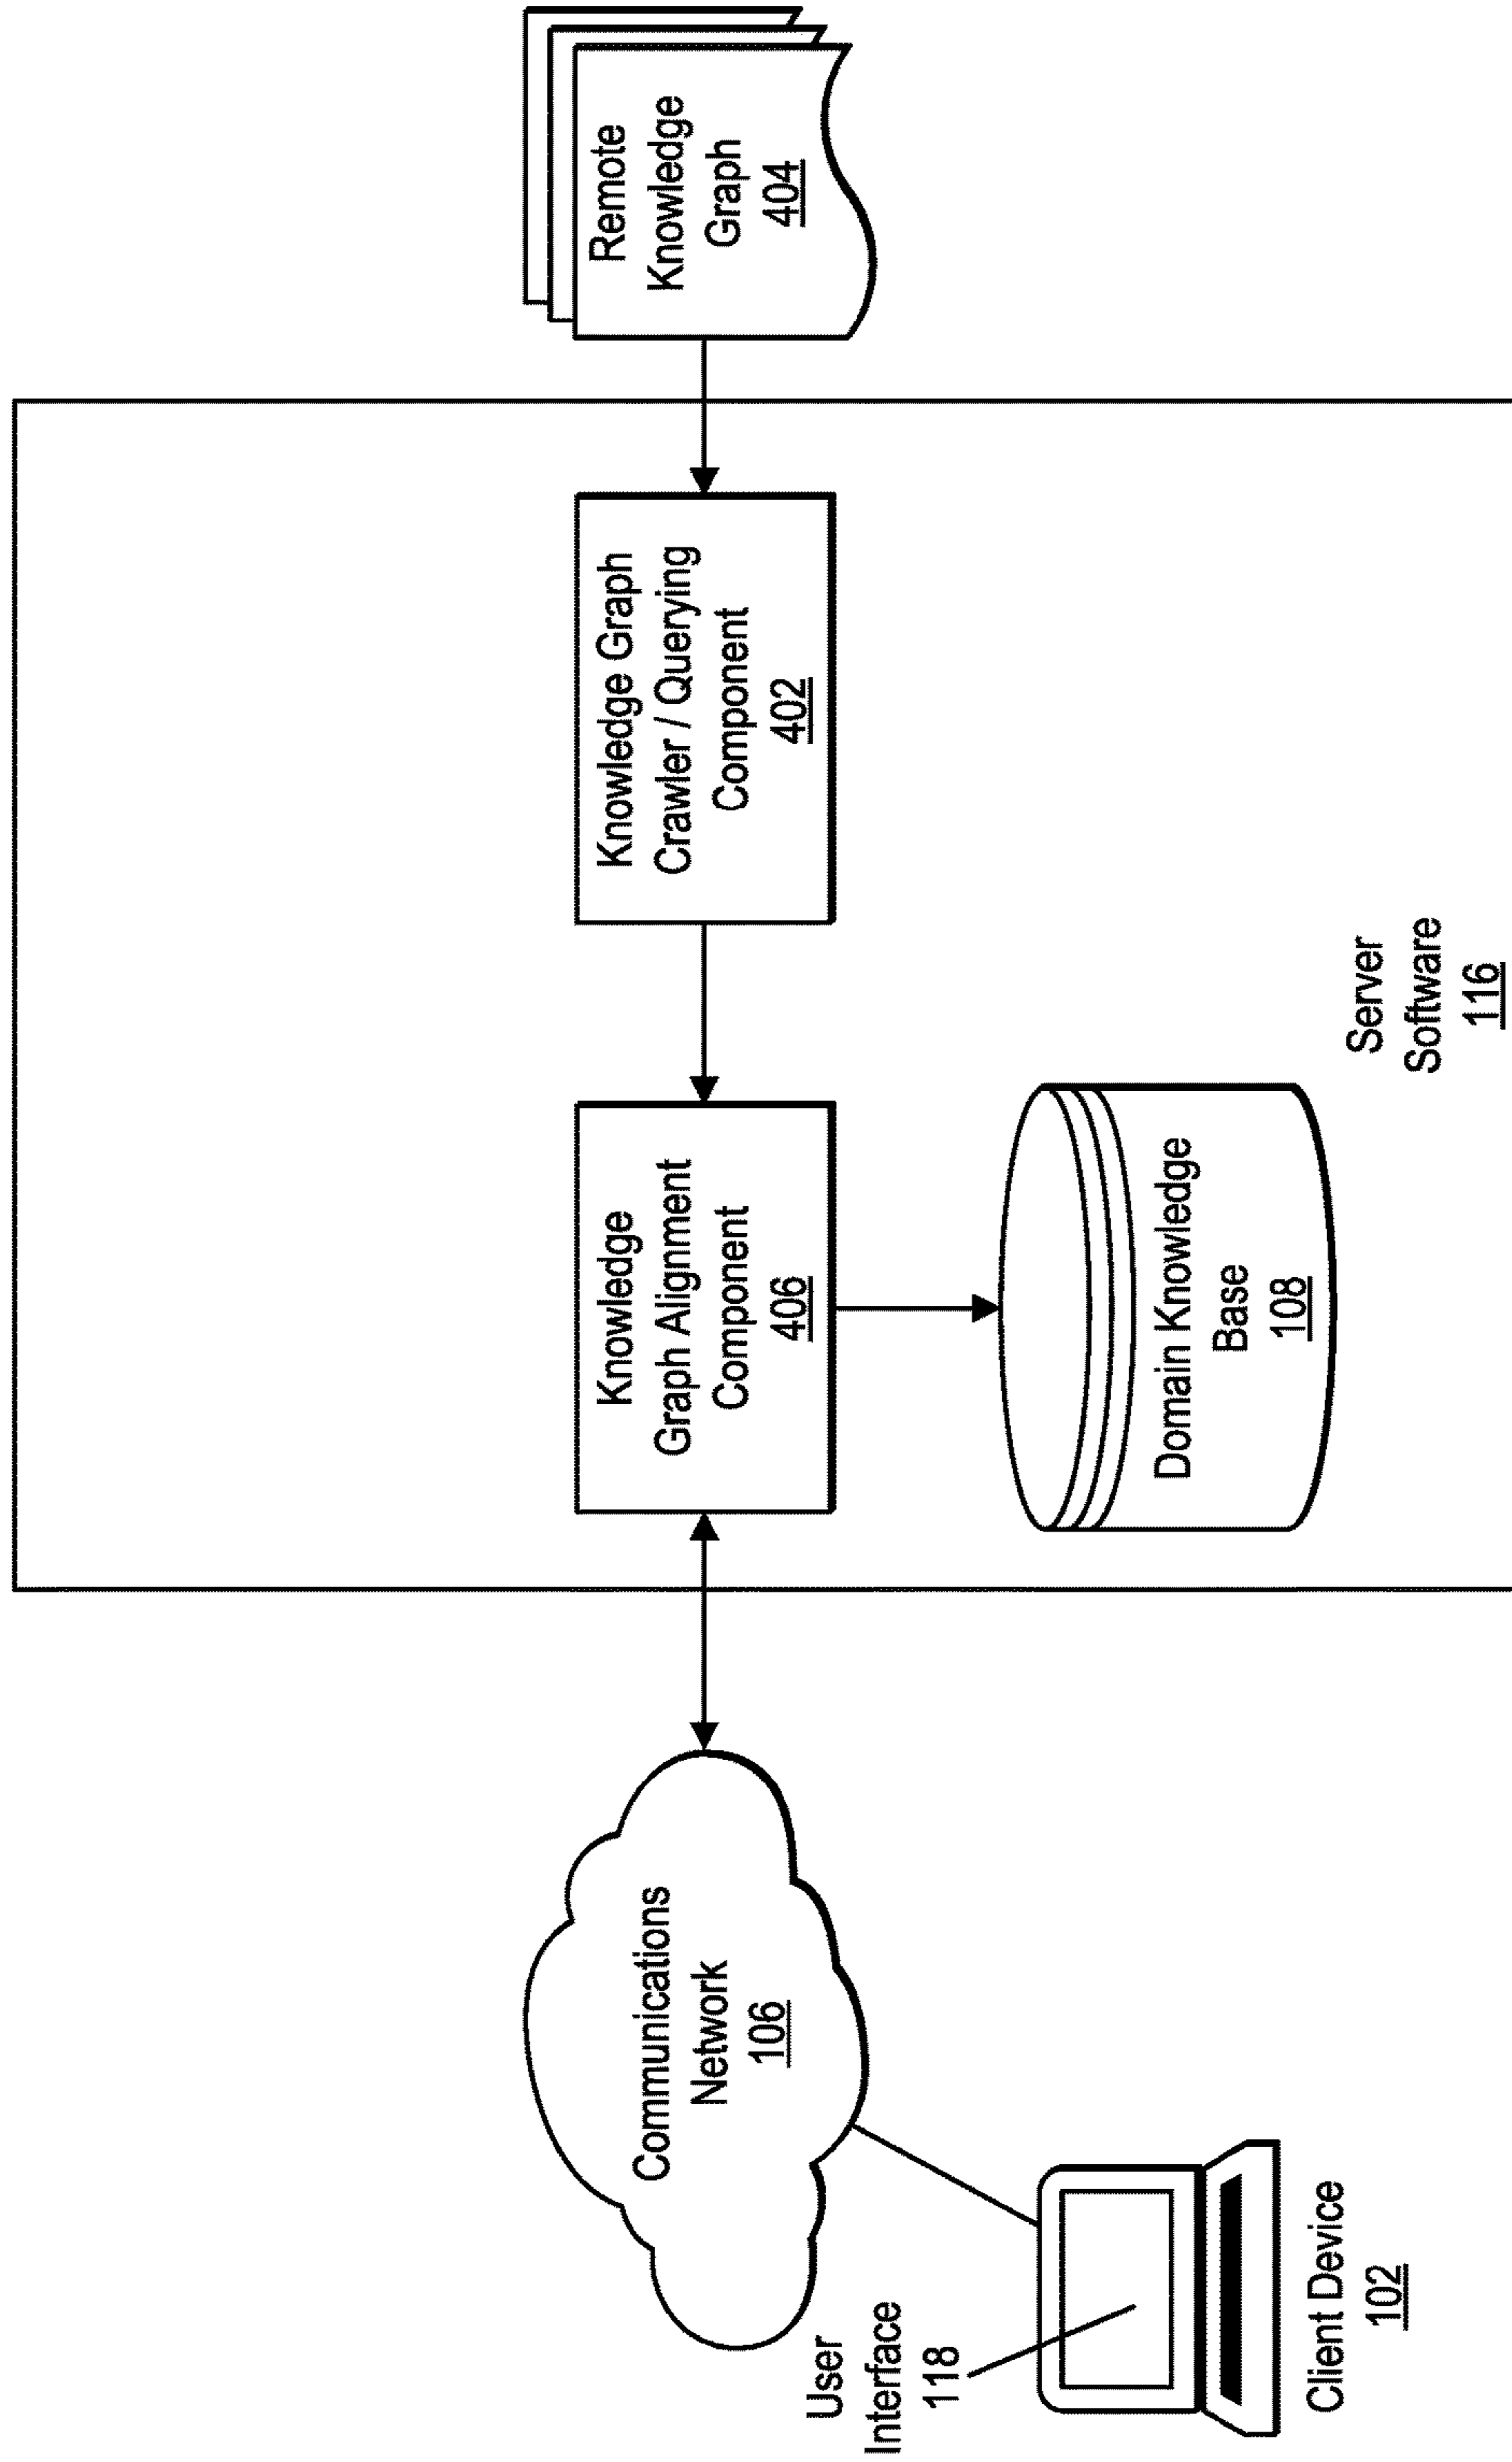 Communications
Network
106
User
Interface
118
Client Device
102
Knowledge
Graph Alignment
Component
406
Domain Knowledge
Base
108
Server
Software
116
Knowledge Graph
Crawler / Querying
Component
402
Remote
Knowledge
Graph
404